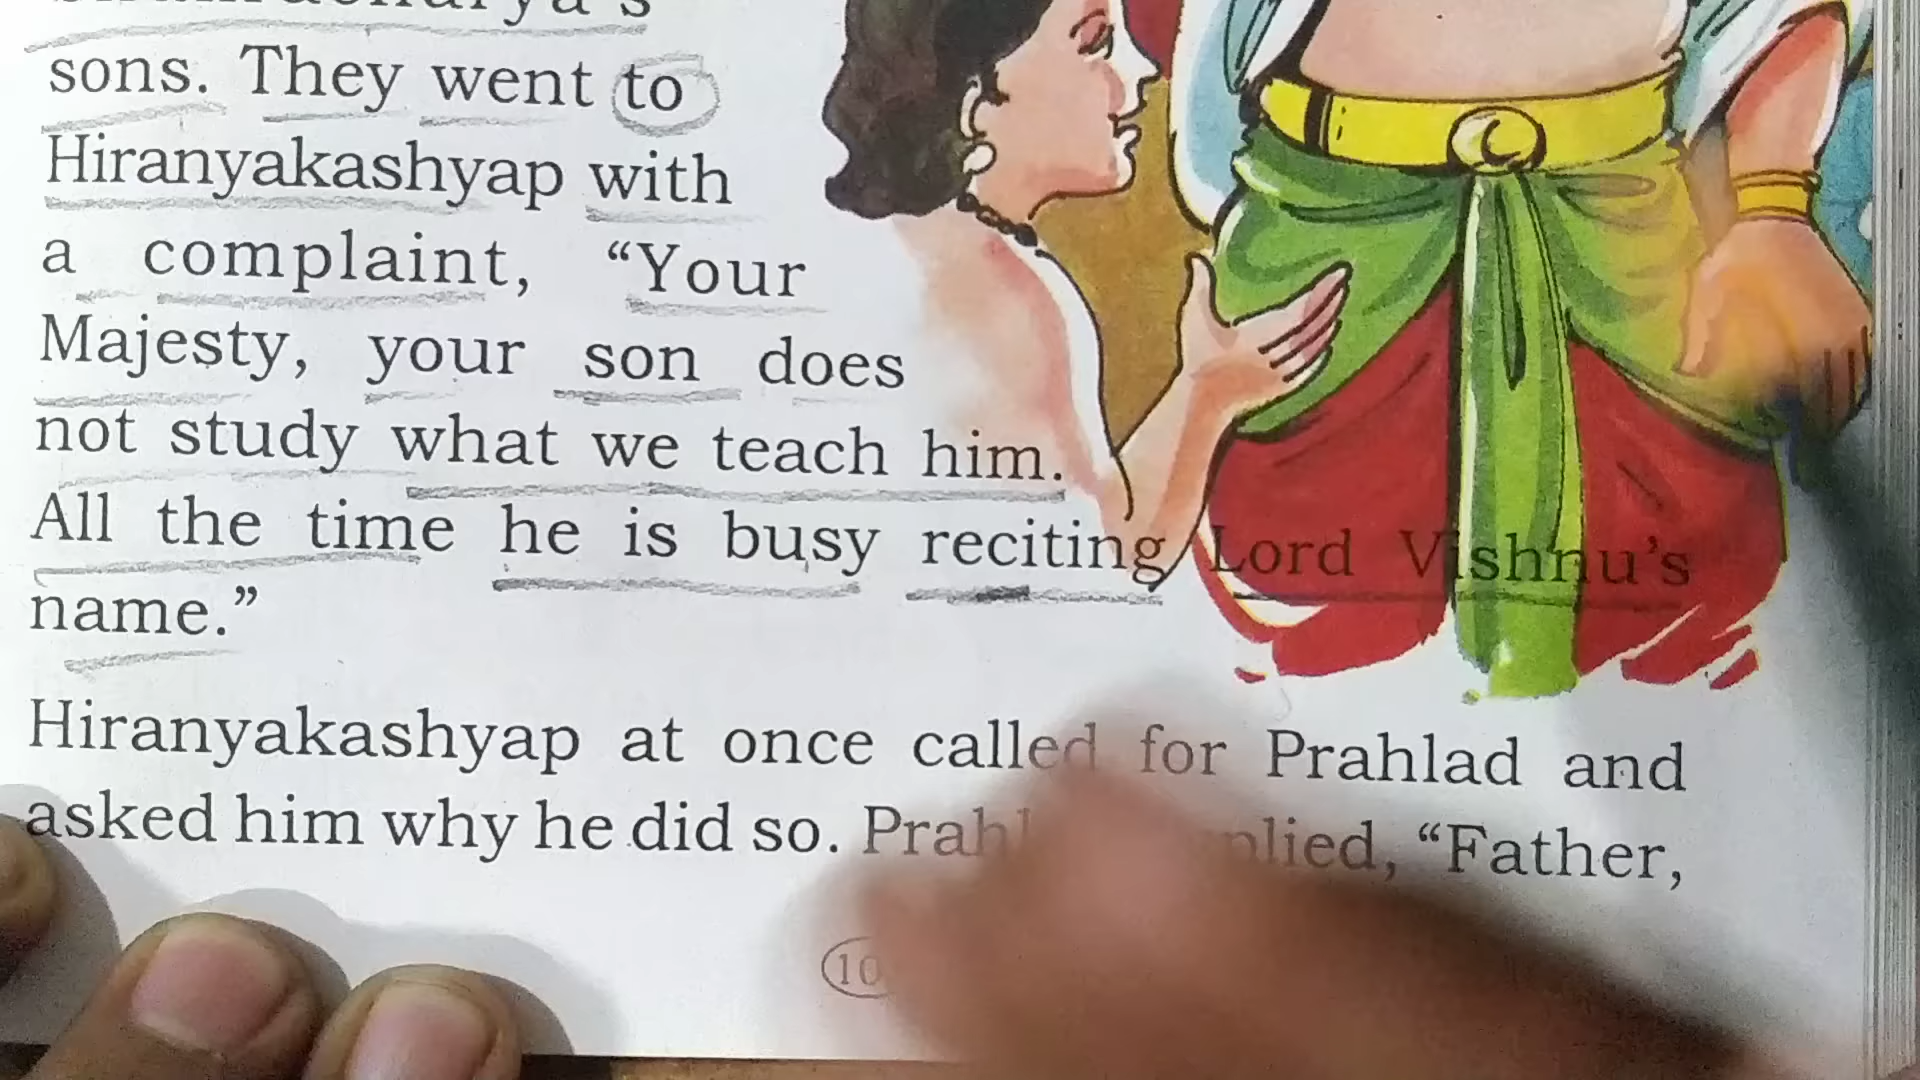 sons. They went to
Hiranyakashyap with
a complaint, “Your
Majesty, your son does
not study what we teach him.
All the time he is busy reciting Lord Vishnu’s
name.”
Hiranyakashyap at once called for Prahlad and
asked him why he did so. “Father,